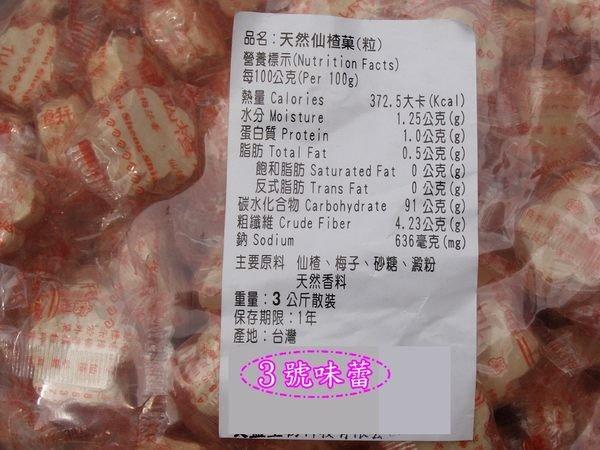 品名：天然仙楂菓(粒)
營養標示(Nutrition Facts)
每100公克(Per 100g)
熱量 Calories 372.5大卡(Kcal)
水分 Moisture 1.25公克(g)
蛋白質 Protein 1.0公克(g)
脂肪 Total Fat 0.5公克(g)
飽和脂肪 Saturated Fat 0 公克(g)
反式脂肪 Trans Fat 0 公克(g)
碳水化合物 Carbohydrate 91 公克(g)
粗纖維 Crude Fiber 4.23公克(g)
鈉 Sodium 636毫克(mg)
主要原料 仙楂、梅子、砂糖、澱粉
天然香料
重量：3 公斤散裝
保存期限：1年
產地：台灣
3號味蕾